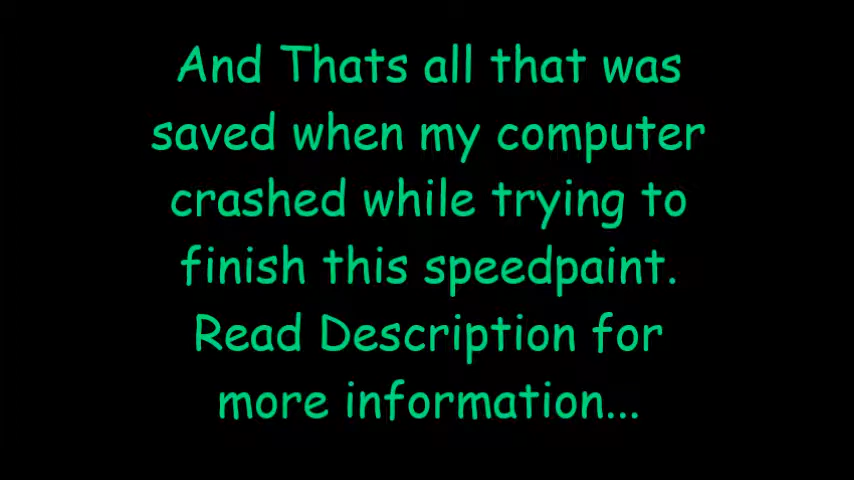 And Thats all that was
saved when my computer
crashed while trying to
finish this speedpaint.
Read Description for
more information...